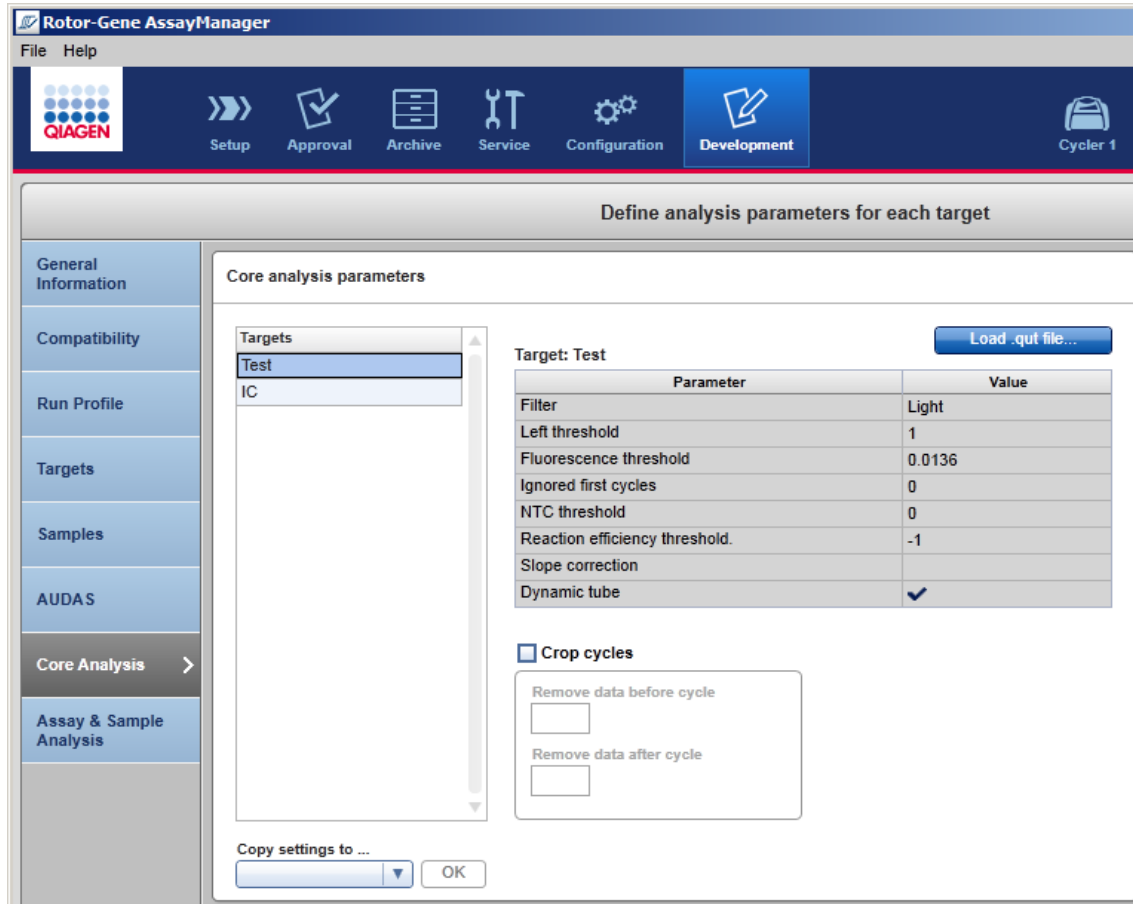 Rotor-Gene AssayManager
File Help
QIAGEN
Setup Approval Archive Service Configuration Development Cycler 1
Define analysis parameters for each target
General
Information
Compatibility
Run Profile
Targets
Samples
AUDAS
Core Analysis
Assay & Sample
Analysis
Core analysis parameters
Targets
Test
IC
Copy settings to ...
OK
Load .qut file...
Target: Test
Parameter Value
Filter Light
Left threshold 1
Fluorescence threshold 0.0136
Ignored first cycles 0
NTC threshold 0
Reaction efficiency threshold. -1
Slope correction
Dynamic tube
Crop cycles
Remove data before cycle
Remove data after cycle